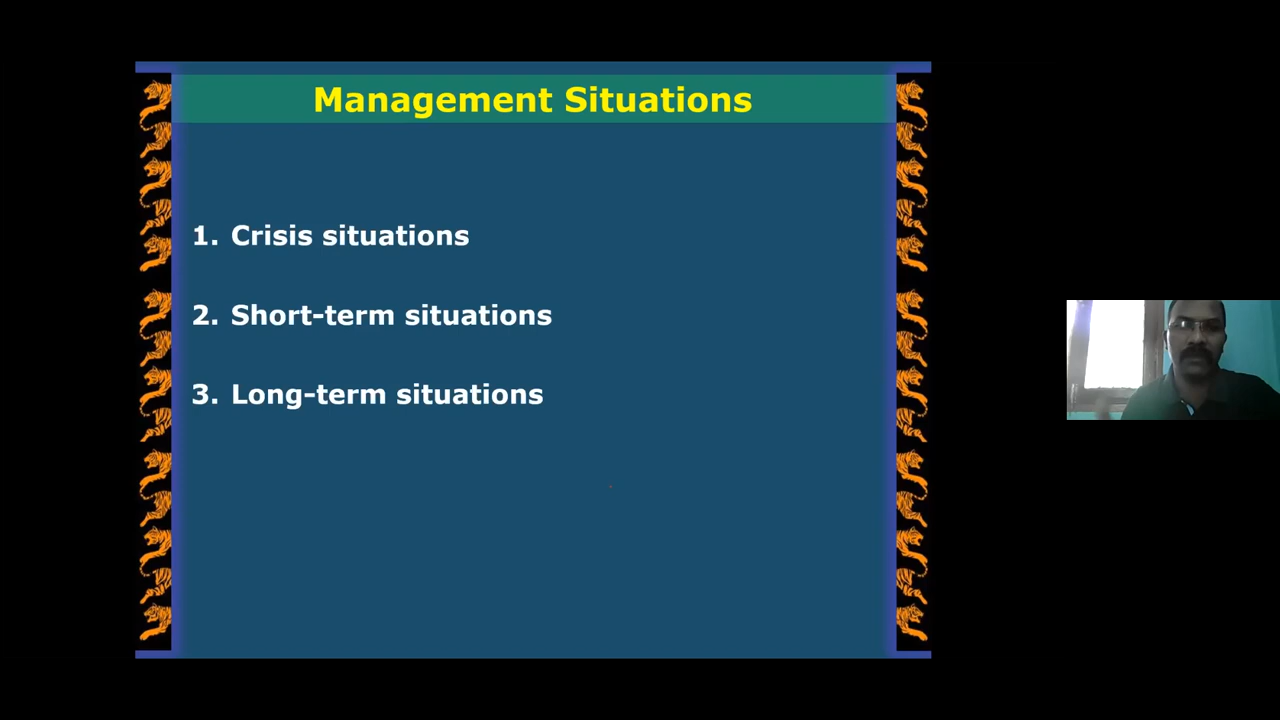 Management Situations
1. Crisis situations
2. Short-term situations
3. Long-term situations